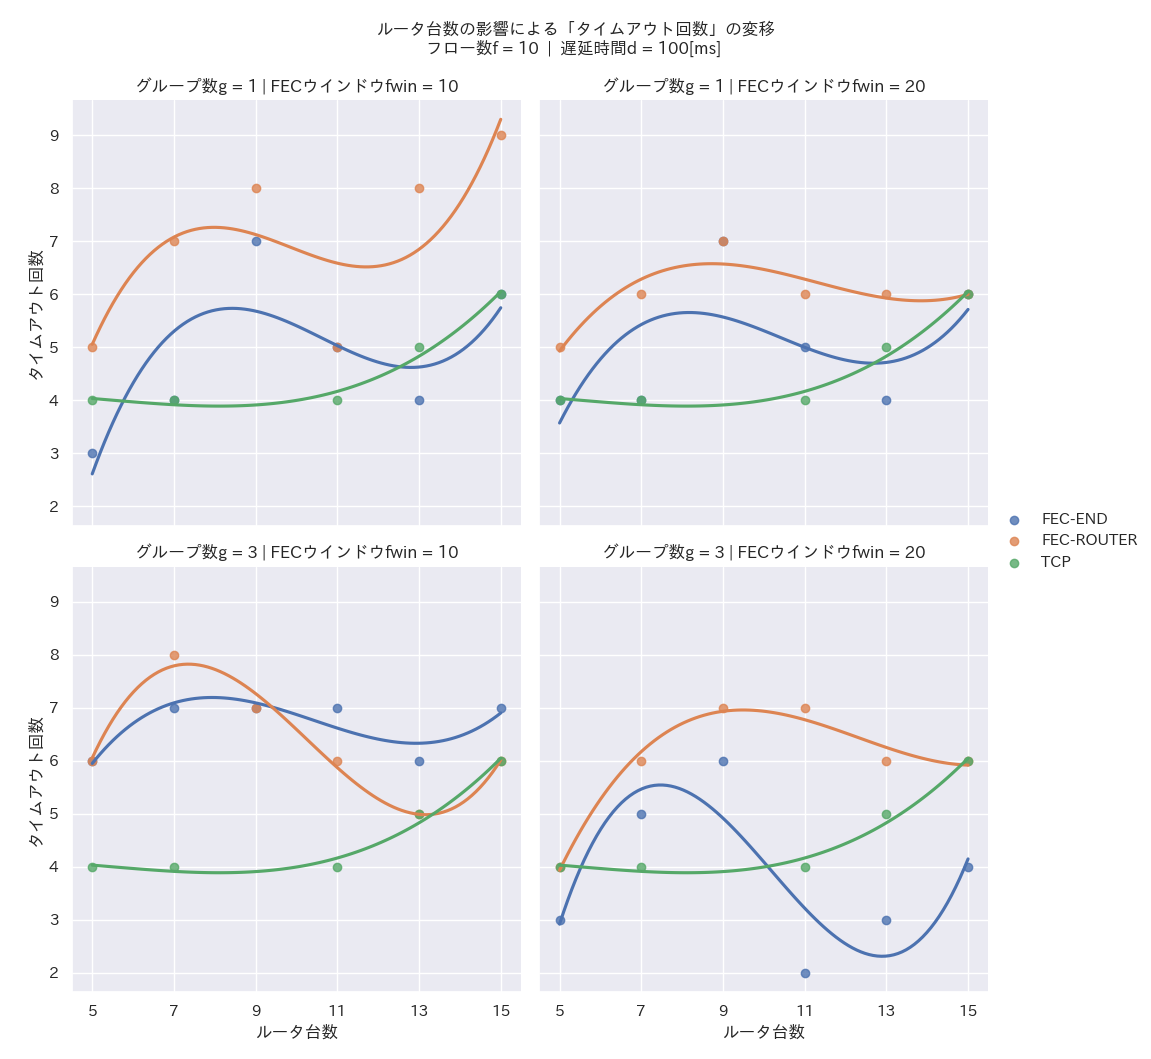 ルータ台数の影響による「タイムアウト回数」の変移
フロー数f = 10 | 遅延時間d = 100[ms]
グループ数g = 1 | FECウインドウfwin = 10
グループ数g = 1 | FECウインドウfwin = 20
タイムアウト回数
9
8
7
6
5
4
3
2
FEC-END
FEC-ROUTER
TCP
グループ数g = 3 | FECウインドウfwin = 10
グループ数g = 3 | FECウインドウfwin = 20
タイムアウト回数
9
8
7
6
5
4
3
2
5 7 9 11 13 15
5 7 9 11 13 15
ルータ台数
ルータ台数